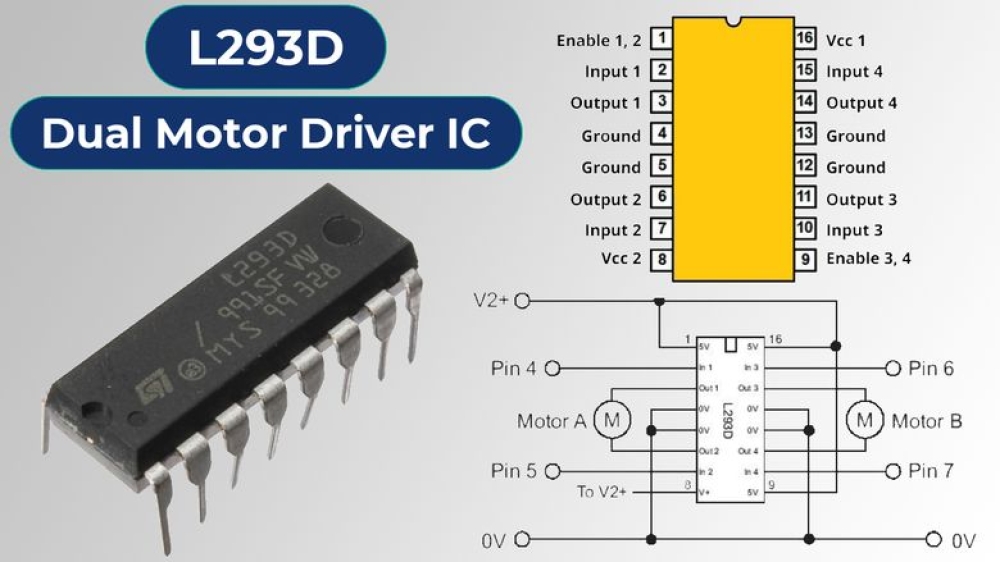 L293D
Dual Motor Driver IC
L293D
991SF VW
MYS 99 328
ST
Enable 1, 2 1
Input 1 2
Output 1 3
Ground 4
Ground 5
Output 2 6
Input 2 7
Vcc 2 8
16 Vcc 1
15 Input 4
14 Output 4
13 Ground
12 Ground
11 Output 3
10 Input 3
9 Enable 3, 4
V2+
1 5V 5V 16
Pin 4 In 1 In 3 Pin 6
Out 1 Out 3
0V 0V
Motor A M L293D M Motor B
0V 0V
Out 2 Out 4
Pin 5 In 2 In 4 Pin 7
To V2+ 8 V+ 5V 9
0V 0V